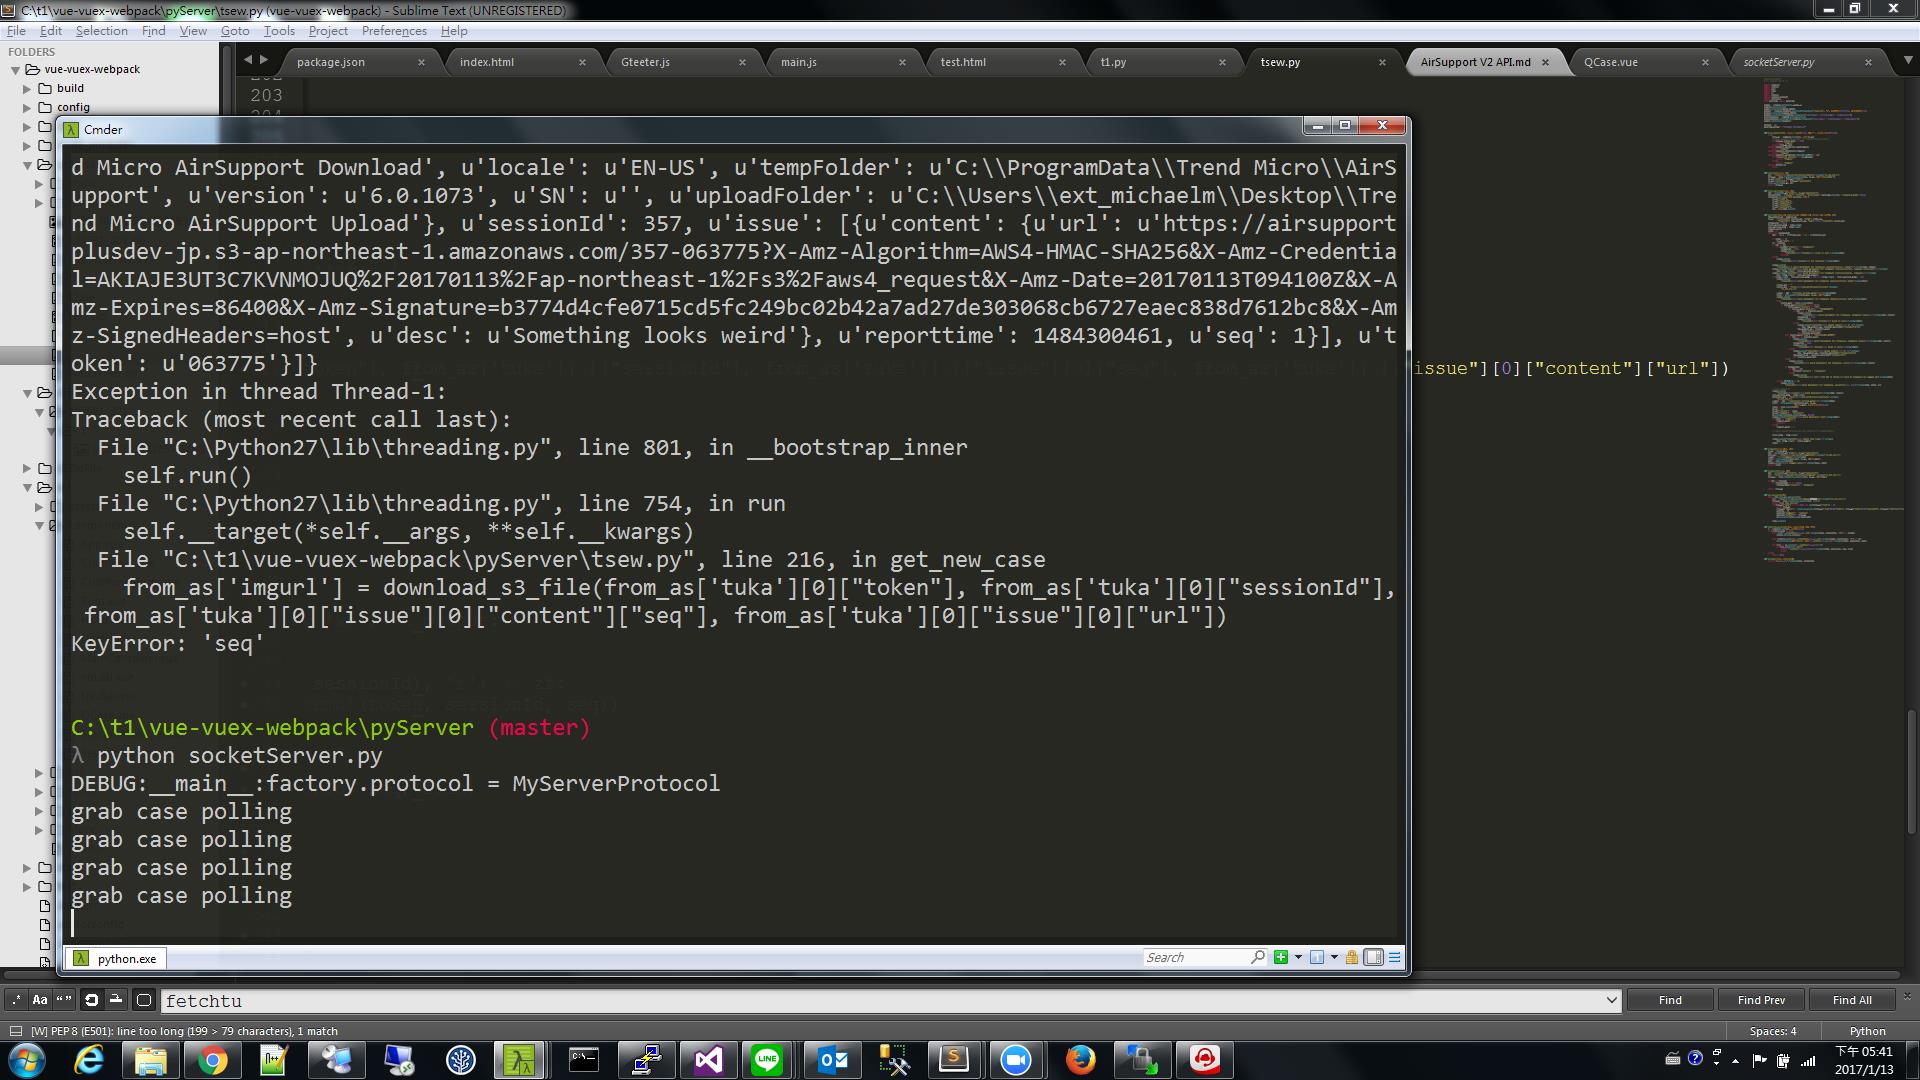 C:\t1\vue-vuex-webpack\pyServer\tsew.py (vue-vuex-webpack) - Sublime Text (UNREGISTERED)
File Edit Selection Find View Goto Tools Project Preferences Help
FOLDERS
vue-vuex-webpack
build
config
package.json
index.html
Gteeter.js
main.js
test.html
t1.py
tsew.py
AirSupport V2 API.md
QCase.vue
socketServer.py
203
Cmder
d Micro AirSupport Download', u'locale': u'EN-US', u'tempFolder': u'C:\\ProgramData\\Trend Micro\\AirS
upport', u'version': u'6.0.1073', u'SN': u'', u'uploadFolder': u'C:\\Users\\ext_michaelm\\Desktop\\Tre
nd Micro AirSupport Upload'}, u'sessionId': 357, u'issue': [{u'content': {u'url': u'https://airsupport
plusdev-jp.s3-ap-northeast-1.amazonaws.com/357-063775?X-Amz-Algorithm=AWS4-HMAC-SHA256&X-Amz-Credentia
l=AKIAJE3UT3C7KVNMOJUQ%2F20170113%2Fap-northeast-1%2Fs3%2Faws4_request&X-Amz-Date=20170113T094100Z&X-A
mz-Expires=86400&X-Amz-Signature=b3774d4cfe0715cd5fc249bc02b42a7ad27de303068cb6727eaec838d7612bc8&X-Am
z-SignedHeaders=host', u'desc': u'Something looks weird'}, u'reporttime': 1484300461, u'seq': 1}], u't
oken': u'063775'}]}
issue"][0]["content"]["url"])
Exception in thread Thread-1:
Traceback (most recent call last):
File "C:\Python27\lib\threading.py", line 801, in __bootstrap_inner
self.run()
File "C:\Python27\lib\threading.py", line 754, in run
self.__target(*self.__args, **self.__kwargs)
File "C:\t1\vue-vuex-webpack\pyServer\tsew.py", line 216, in get_new_case
from_as['imgurl'] = download_s3_file(from_as['tuka'][0]["token"], from_as['tuka'][0]["sessionId"],
from_as['tuka'][0]["issue"][0]["content"]["seq"], from_as['tuka'][0]["issue"][0]["url"])
KeyError: 'seq'
C:\t1\vue-vuex-webpack\pyServer (master)
λ python socketServer.py
DEBUG:__main__:factory.protocol = MyServerProtocol
grab case polling
grab case polling
grab case polling
grab case polling
python.exe
Search
.* Aa “”
fetchtu
Find
Find Prev
Find All
[W] PEP 8 (E501): line too long (199 > 79 characters), 1 match
Spaces: 4
Python
下午 05:41
2017/1/13